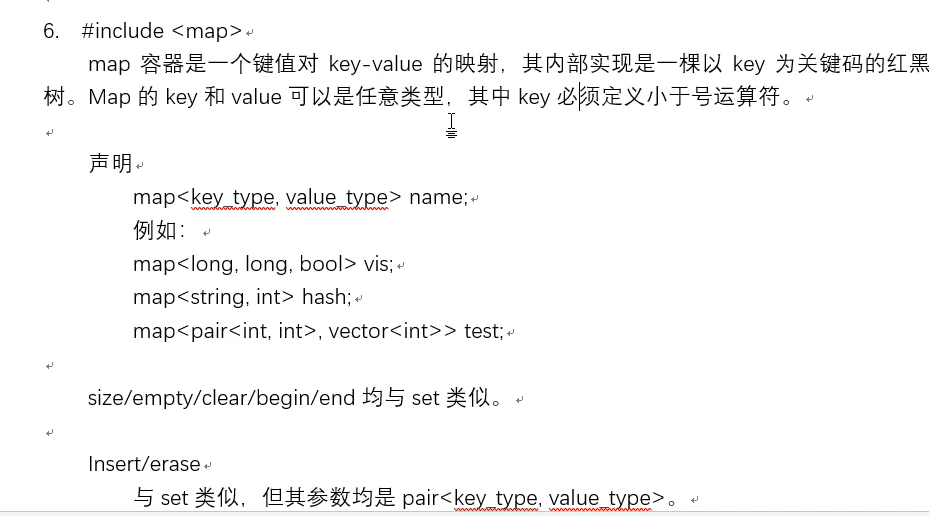 6. #include <map>
map 容器是一个键值对 key-value 的映射，其内部实现是一棵以 key 为关键码的红黑
树。Map 的 key 和 value 可以是任意类型，其中 key 必须定义小于号运算符。
声明
map<key_type, value_type> name;
例如：
map<long, long, bool> vis;
map<string, int> hash;
map<pair<int, int>, vector<int>> test;
size/empty/clear/begin/end 均与 set 类似。
Insert/erase
与 set 类似，但其参数均是 pair<key_type, value_type>。